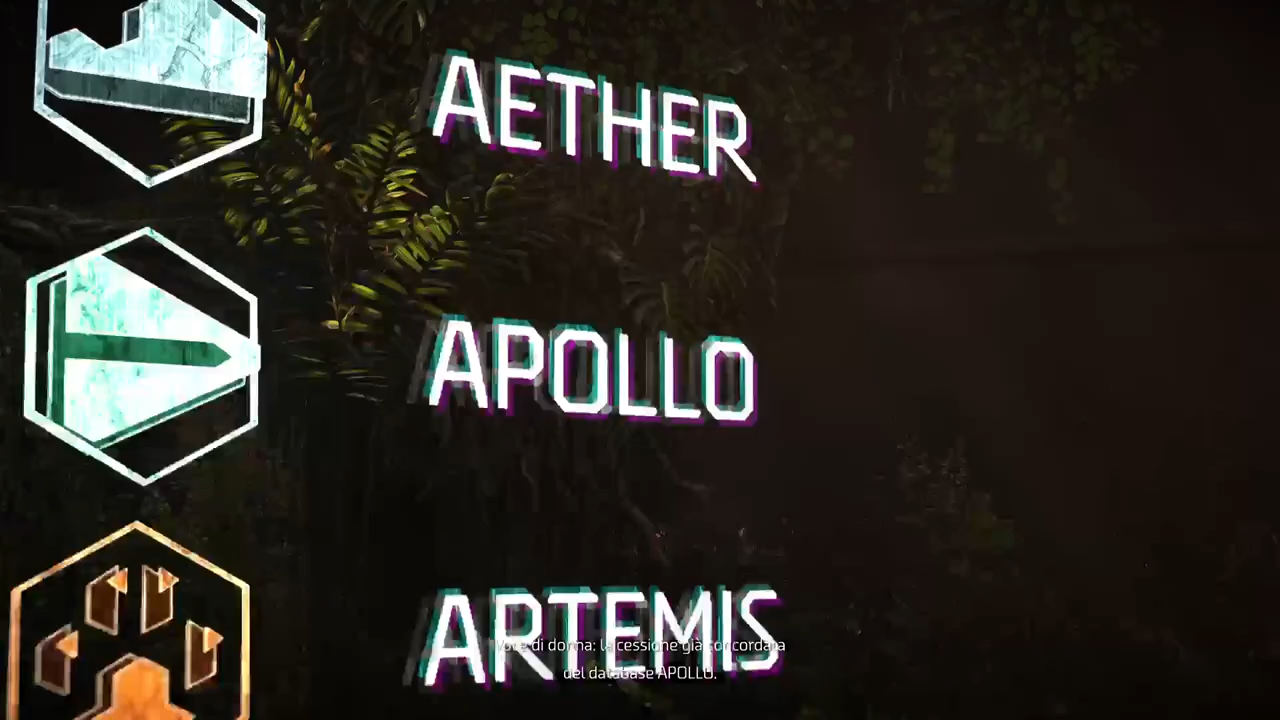 AETHER
APOLLO
ARTEMIS
Voce di donna: la cessione già concordata
del database APOLLO.